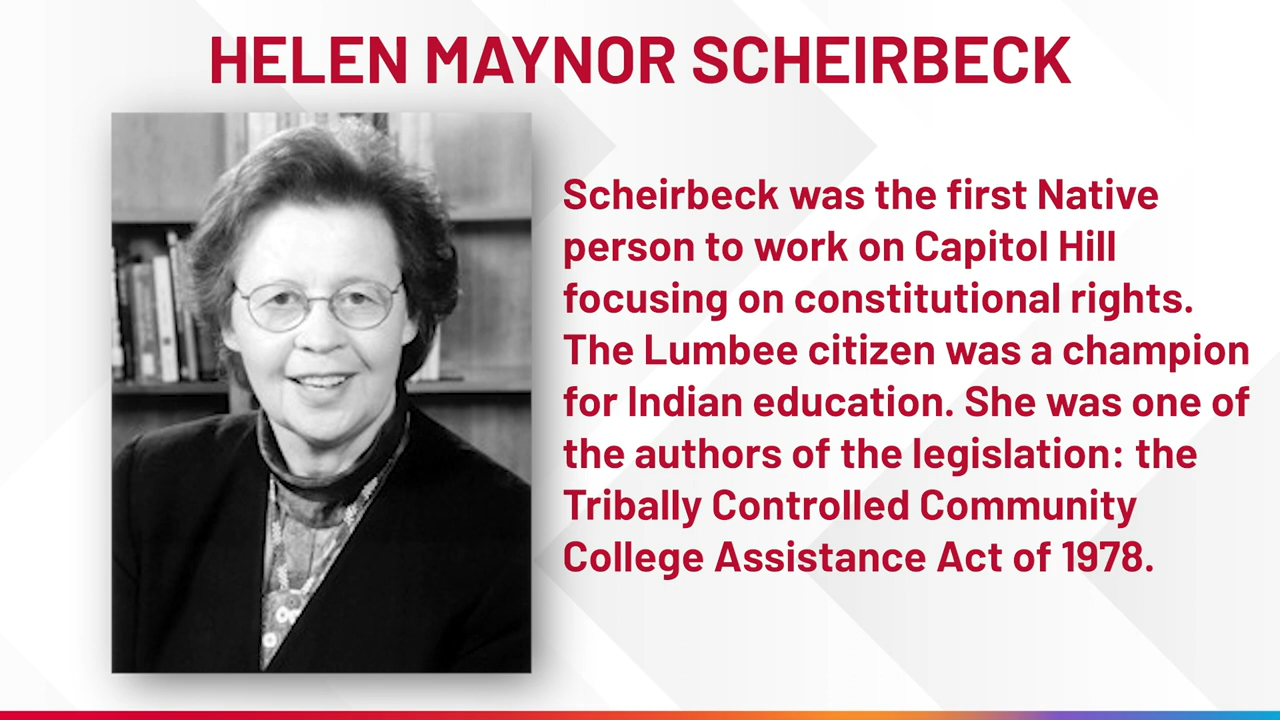 HELEN MAYNOR SCHEIRBECK
Scheirbeck was the first Native
person to work on Capitol Hill
focusing on constitutional rights.
The Lumbee citizen was a champion
for Indian education. She was one of
the authors of the legislation: the
Tribally Controlled Community
College Assistance Act of 1978.